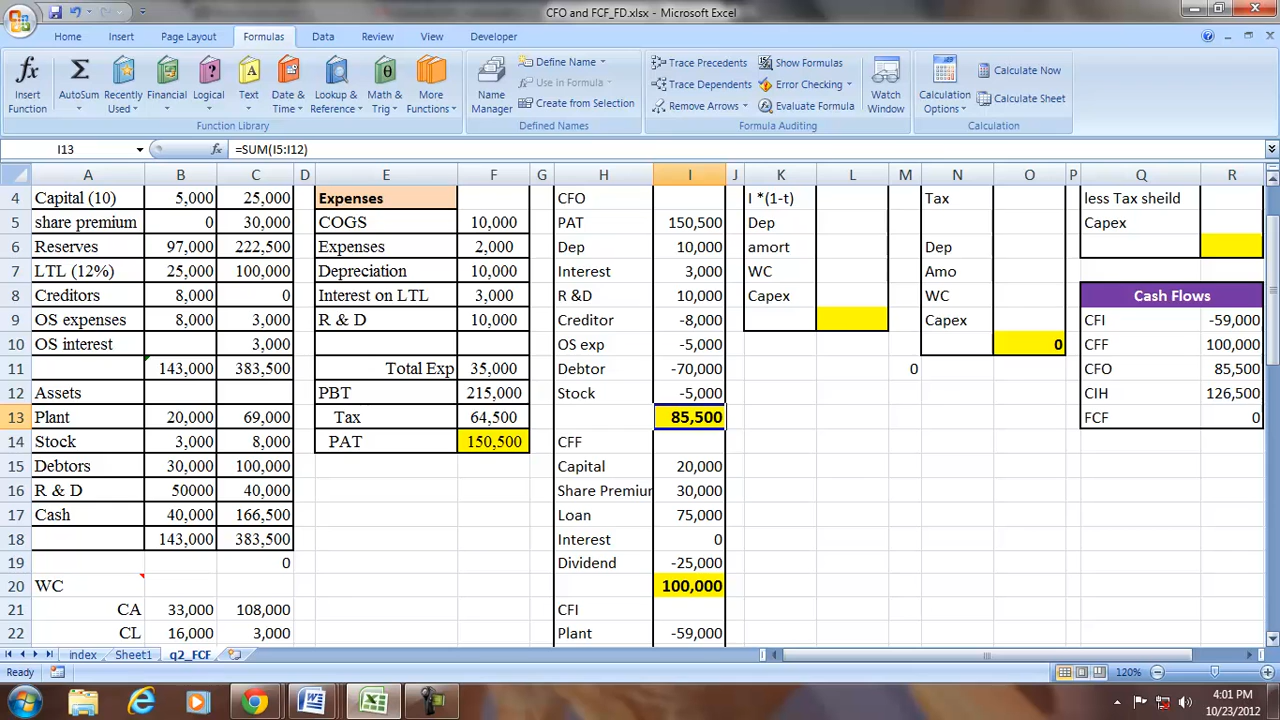 CFO and FCF_FD.xlsx - Microsoft Excel
Home Insert Page Layout Formulas Data Review View Developer
Insert Function
AutoSum
Recently Used
Financial
Logical
Text
Date & Time
Lookup & Reference
Math & Trig
More Functions
Function Library
Name Manager
Define Name
Use in Formula
Create from Selection
Defined Names
Trace Precedents
Trace Dependents
Remove Arrows
Show Formulas
Error Checking
Evaluate Formula
Formula Auditing
Watch Window
Calculation Options
Calculate Now
Calculate Sheet
Calculation
I13 fx =SUM(I5:I12)
A B C D E F G H I J K L M N O P Q R
4 Capital (10) 5,000 25,000 Expenses CFO I *(1-t) Tax less Tax sheild
5 share premium 0 30,000 COGS 10,000 PAT 150,500 Dep Capex
6 Reserves 97,000 222,500 Expenses 2,000 Dep 10,000 amort Dep
7 LTL (12%) 25,000 100,000 Depreciation 10,000 Interest 3,000 WC Amo
8 Creditors 8,000 0 Interest on LTL 3,000 R &D 10,000 Capex WC Cash Flows
9 OS expenses 8,000 3,000 R & D 10,000 Creditor -8,000 Capex CFI -59,000
10 OS interest 3,000 OS exp -5,000 0 CFF 100,000
11 143,000 383,500 Total Exp 35,000 Debtor -70,000 0 CFO 85,500
12 Assets PBT 215,000 Stock -5,000 CIH 126,500
13 Plant 20,000 69,000 Tax 64,500 85,500 FCF 0
14 Stock 3,000 8,000 PAT 150,500 CFF
15 Debtors 30,000 100,000 Capital 20,000
16 R & D 50000 40,000 Share Premiu 30,000
17 Cash 40,000 166,500 Loan 75,000
18 143,000 383,500 Interest 0
19 0 Dividend -25,000
20 WC 100,000
21 CA 33,000 108,000 CFI
22 CL 16,000 3,000 Plant -59,000
index Sheet1 q2_FCF
Ready 120%
4:01 PM
10/23/2012